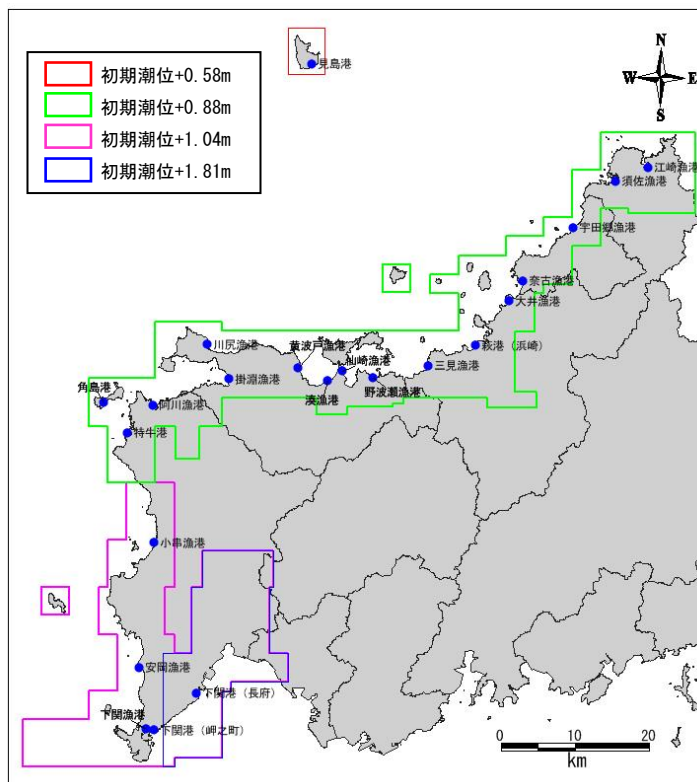 初期潮位+0.58m
初期潮位+0.88m
初期潮位+1.04m
初期潮位+1.81m
見島港
N
W E
S
江崎漁港
須佐漁港
宇田郷漁港
奈古漁港
大井漁港
萩港（浜崎）
三見漁港
川尻漁港
黄波戸漁港
仙崎漁港
掛淵漁港
湊漁港
野波瀬漁港
角島港
阿川漁港
特牛港
小串漁港
安岡漁港
下関港（長府）
下関漁港
下関港（岬之町）
0 10 20
km